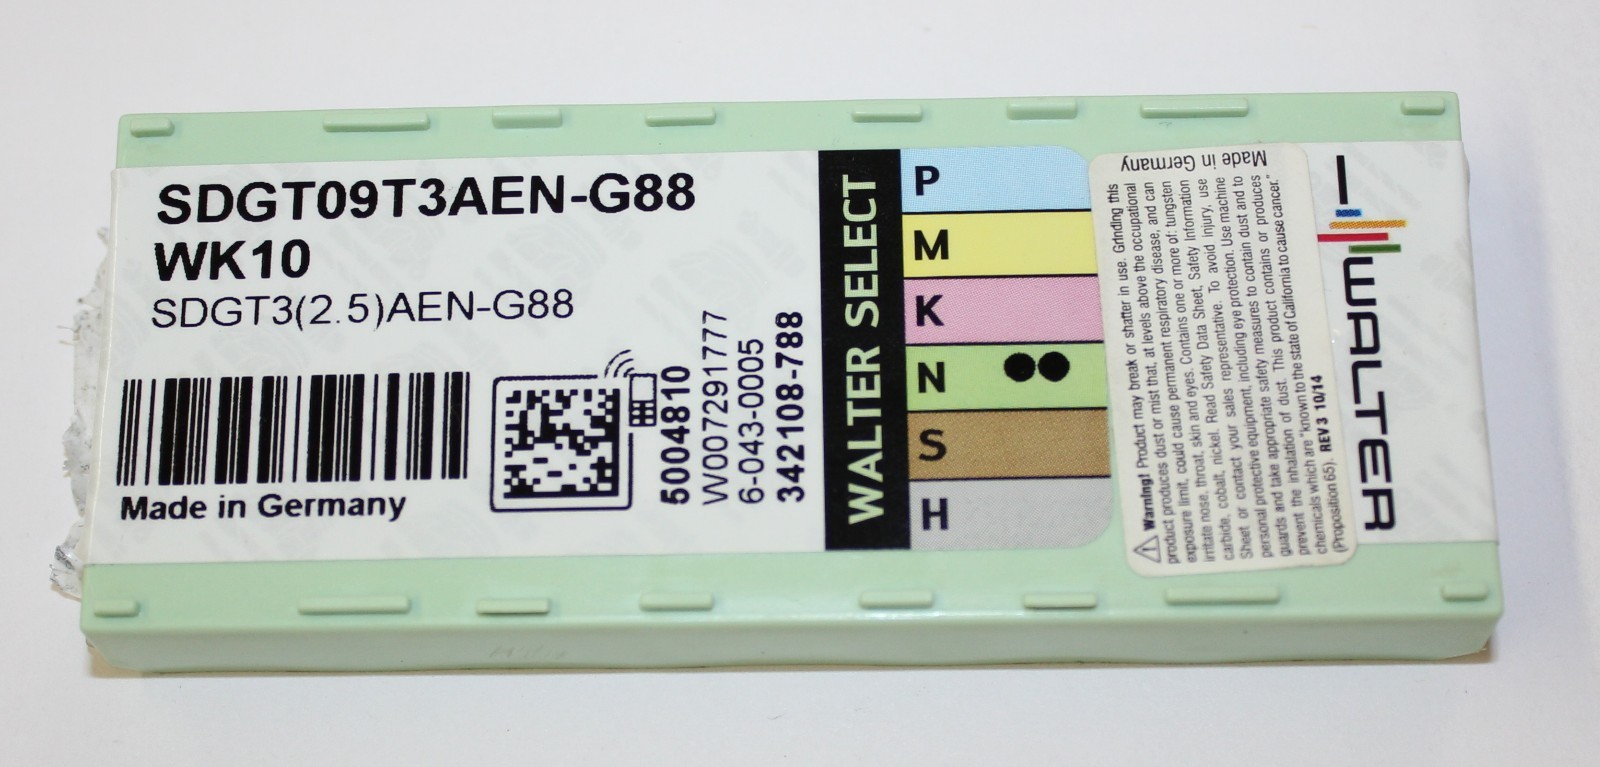 SDGT09T3AEN-G88
WK10
SDGT3(2.5)AEN-G88
Made in Germany
5004810
W007291777
6-043-0005
342108-788
WALTER SELECT
P
M
K
N
S
H
Made in Germany
Warning! Product may break or shatter in use. Grinding this
product produces dust or mist that, at levels above the occupational
exposure limit, could cause permanent respiratory disease, and can
irritate nose, throat, skin and eyes. Contains one or more of: tungsten
carbide, cobalt, nickel. Read Safety Data Sheet, Safety Information
Sheet or contact your sales representative. To avoid injury, use
personal protective equipment, including eye protection. Use machine
guards and take appropriate safety measures to contain dust and to
prevent the inhalation of dust. This product contains or produces
chemicals which are "known to the state of California to cause cancer."
(Proposition 65). REV3 10/14
WALTER